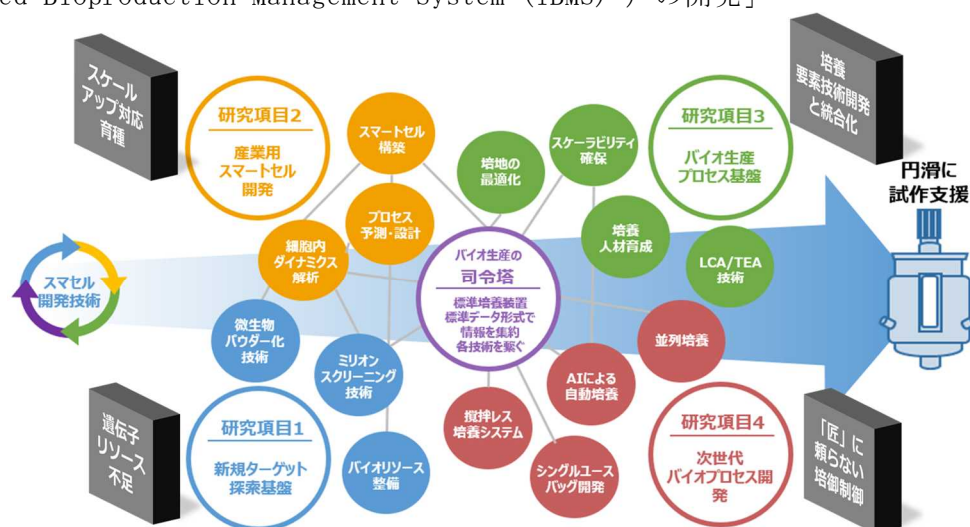 ed Bioproduction Management System (iBMS)」の開発」
スケール
アップ対応
育種
研究項目2
産業用
スマートセル
開発
スマートセル
構築
プロセス
予測・設計
細胞内
ダイナミクス
解析
培地の
最適化
スケーラビリティ
確保
培養
人材育成
LCA/TEA
技術
研究項目3
バイオ生産
プロセス基盤
培養
要素技術開発
と統合化
円滑に
試作支援
スマセル
開発技術
バイオ生産の
司令塔
標準培養装置
標準データ形式で
情報を集約
各技術を繋ぐ
微生物
パウダー化
技術
ミリオン
スクリーニング
技術
バイオリソース
整備
遺伝子
リソース
不足
研究項目1
新規ターゲット
探索基盤
撹拌レス
培養システム
AIによる
自動培養
並列培養
シングルユース
バッグ開発
研究項目4
次世代
バイオプロセス開
発
「匠」に
頼らない
培御制御